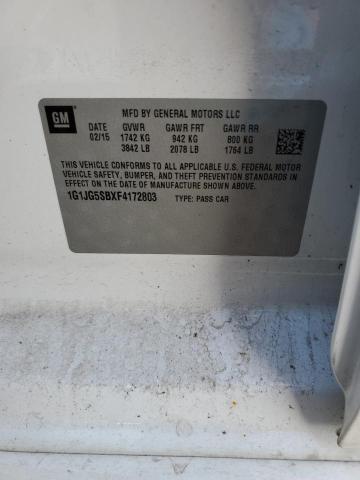 GM
MFD BY GENERAL MOTORS LLC
DATE GVWR GAWR FRT GAWR RR
02/15 1742 KG 942 KG 800 KG
3842 LB 2078 LB 1764 LB
THIS VEHICLE CONFORMS TO ALL APPLICABLE U.S. FEDERAL MOTOR
VEHICLE SAFETY, BUMPER, AND THEFT PREVENTION STANDARDS IN
EFFECT ON THE DATE OF MANUFACTURE SHOWN ABOVE.
1G1JG5SBXF4172803 TYPE: PASS CAR